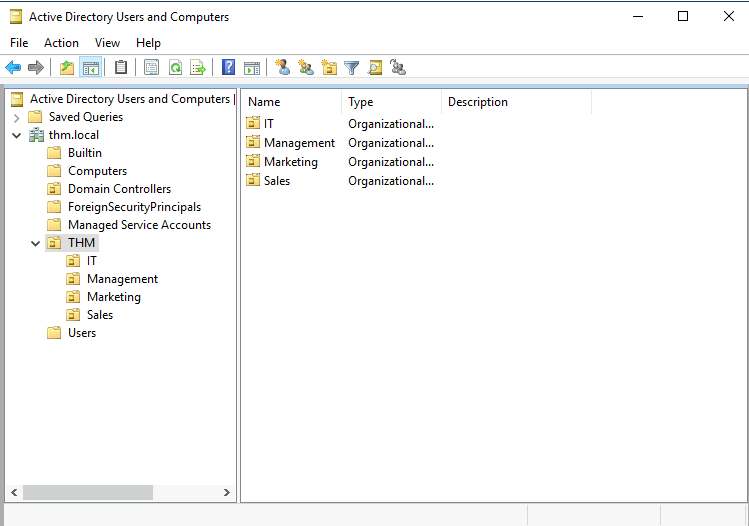 Active Directory Users and Computers
File Action View Help
Active Directory Users and Computers |
Saved Queries
thm.local
Builtin
Computers
Domain Controllers
ForeignSecurityPrincipals
Managed Service Accounts
THM
IT
Management
Marketing
Sales
Users
Name Type Description
IT Organizational...
Management Organizational...
Marketing Organizational...
Sales Organizational...